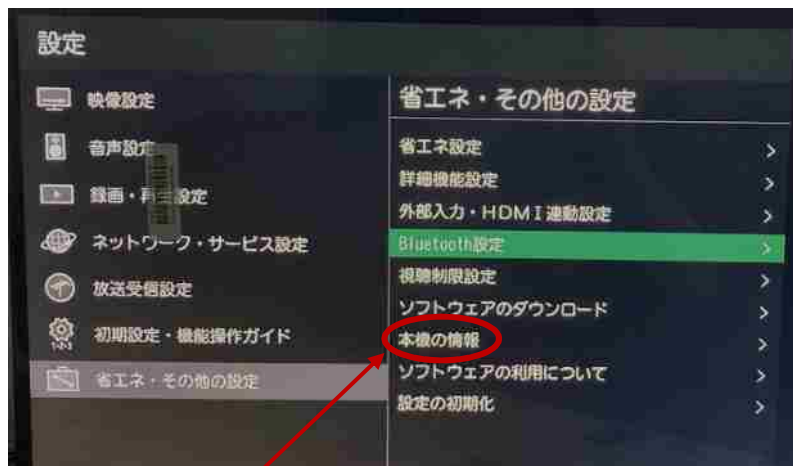 設定
映像設定
音声設定
録画・再生設定
ネットワーク・サービス設定
放送受信設定
初期設定・機能操作ガイド
省エネ・その他の設定
省エネ・その他の設定
省エネ設定
詳細機能設定
外部入力・HDMI連動設定
Bluetooth設定
視聴制限設定
ソフトウェアのダウンロード
本機の情報
ソフトウェアの利用について
設定の初期化